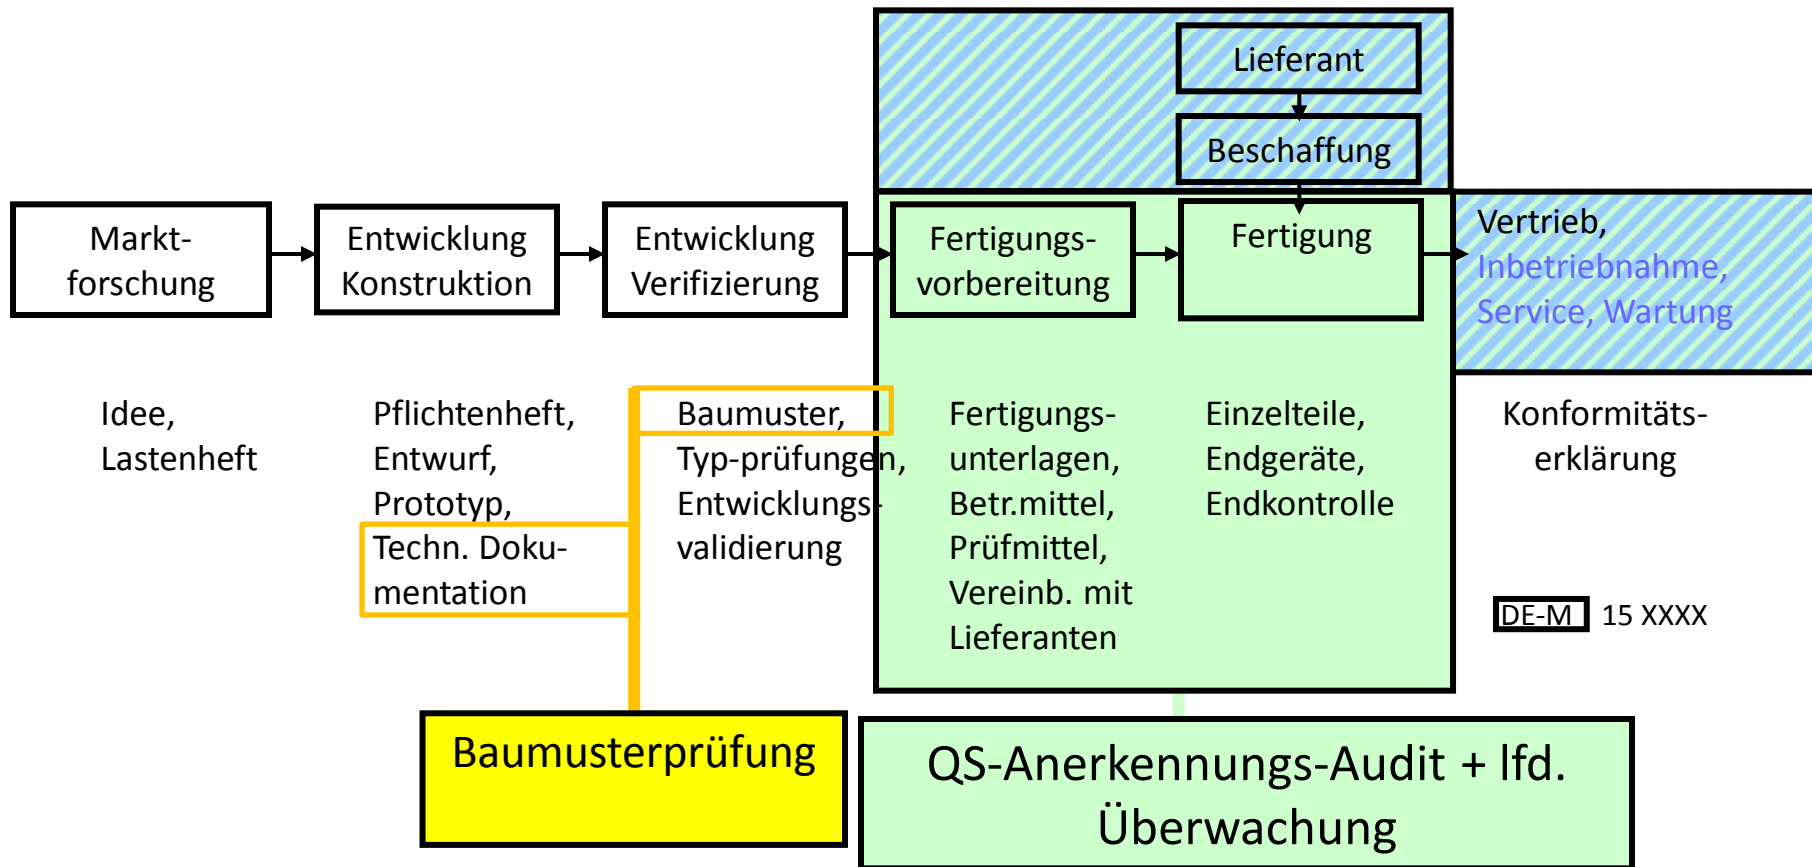 Lieferant
Beschaffung
Markt-
forschung
Entwicklung
Konstruktion
Entwicklung
Verifizierung
Fertigungs-
vorbereitung
Fertigung
Vertrieb,
Inbetriebnahme,
Service, Wartung
Idee,
Lastenheft
Pflichtenheft,
Entwurf,
Prototyp,
Techn. Doku-
mentation
Baumuster,
Typ-prüfungen,
Entwicklungs-
validierung
Fertigungs-
unterlagen,
Betr.mittel,
Prüfmittel,
Vereinb. mit
Lieferanten
Einzelteile,
Endgeräte,
Endkontrolle
Konformitäts-
erklärung
DE-M 15 XXXX
Baumusterprüfung
QS-Anerkennungs-Audit + lfd.
Überwachung